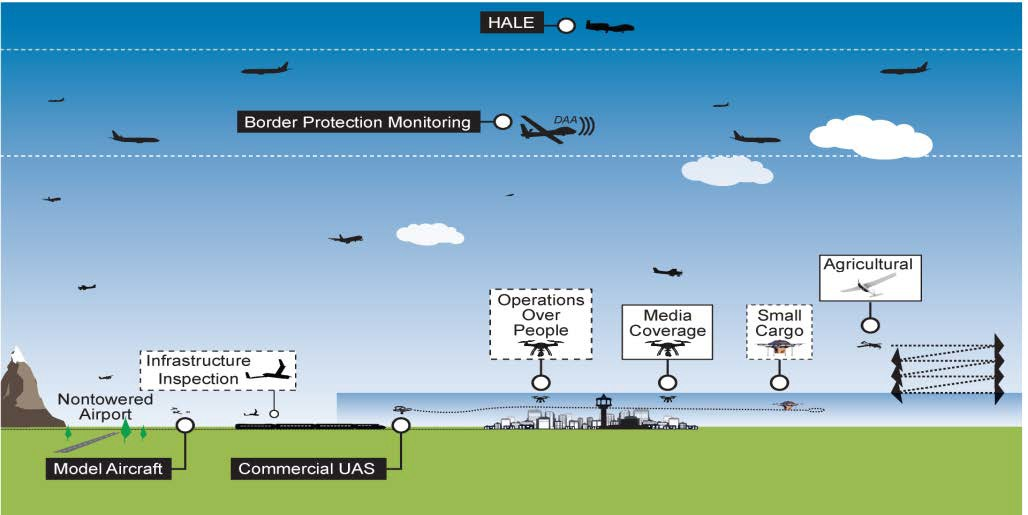 HALE
Border Protection Monitoring
DAA
Agricultural
Operations
Over
People
Media
Coverage
Small
Cargo
Infrastructure
Inspection
Nontowered
Airport
Model Aircraft
Commercial UAS